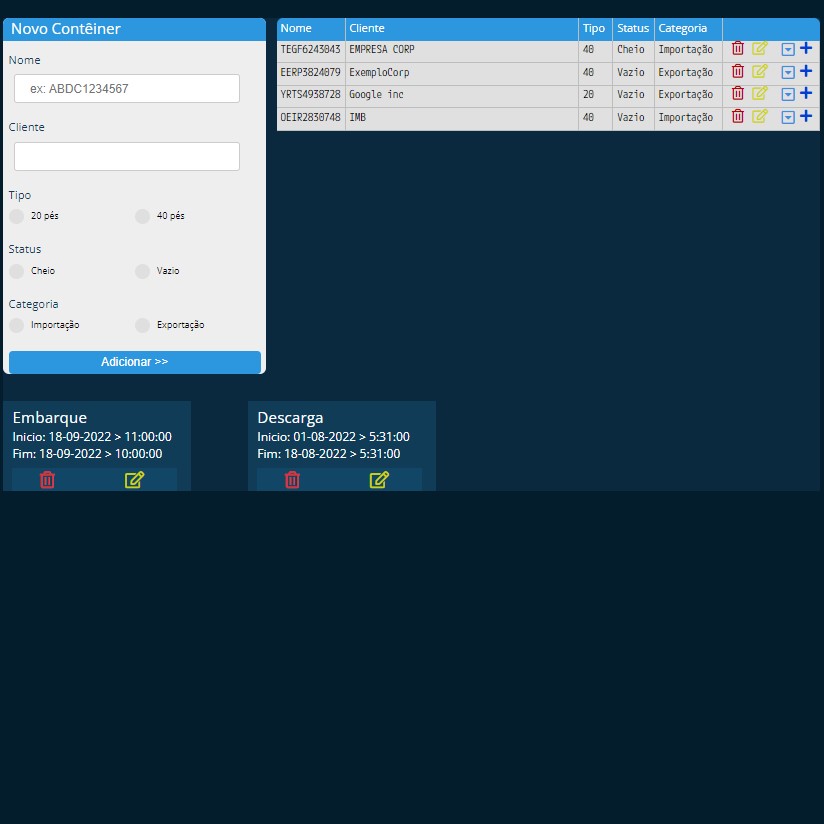 Novo Contêiner
Nome
ex: ABDC1234567
Cliente
Tipo
20 pés 40 pés
Status
Cheio Vazio
Categoria
Importação Exportação
Adicionar >>
Nome Cliente Tipo Status Categoria
TEGF6243043 EMPRESA CORP 40 Cheio Importação
EERP3824079 ExemploCorp 40 Vazio Exportação
YRTS4938728 Google inc 20 Vazio Exportação
OEIR2830748 IMB 40 Vazio Importação
Embarque
Inicio: 18-09-2022 > 11:00:00
Fim: 18-09-2022 > 10:00:00
Descarga
Inicio: 01-08-2022 > 5:31:00
Fim: 18-08-2022 > 5:31:00